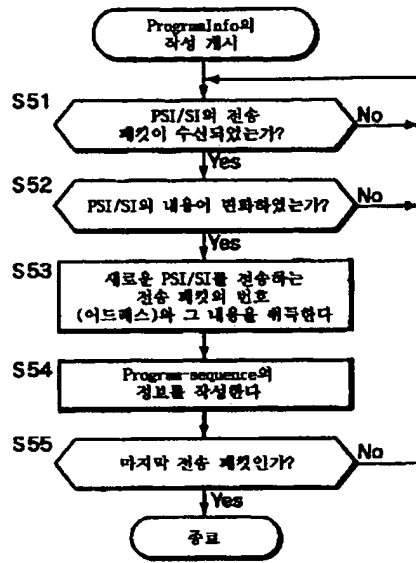 ProgramInfo의
작성 개시
S51
PSI/SI의 전송
패킷이 수신되었는가?
No
Yes
S52
PSI/SI의 내용이 변화하였는가?
No
Yes
S53
새로운 PSI/SI를 전송하는
전송 패킷의 번호
(어드레스)와 그 내용을 취득한다
S54
Program-sequence의
정보를 작성한다
S55
마지막 전송 패킷인가?
No
Yes
종료